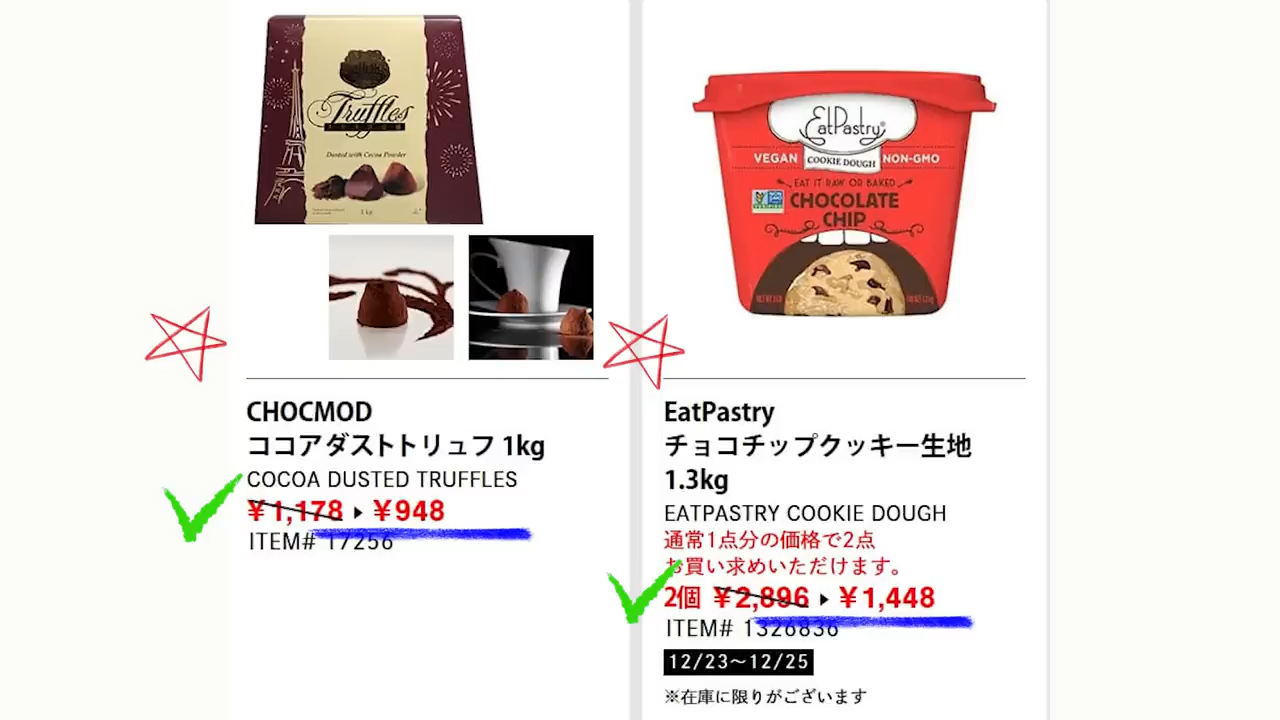 Truffles
Dusted with Cocoa Powder
1 kg
CHOCMOD
ココアダストトリュフ 1kg
COCOA DUSTED TRUFFLES
¥1,178 ▸ ¥948
ITEM# 17256
EatPastry®
VEGAN COOKIE DOUGH NON-GMO
EAT IT RAW OR BAKED
CHOCOLATE
CHIP
EatPastry
チョコチップクッキー生地
1.3kg
EATPASTRY COOKIE DOUGH
通常1点分の価格で2点
お買い求めいただけます。
2個 ¥2,896 ▸ ¥1,448
ITEM# 1326836
12/23~12/25
※在庫に限りがございます